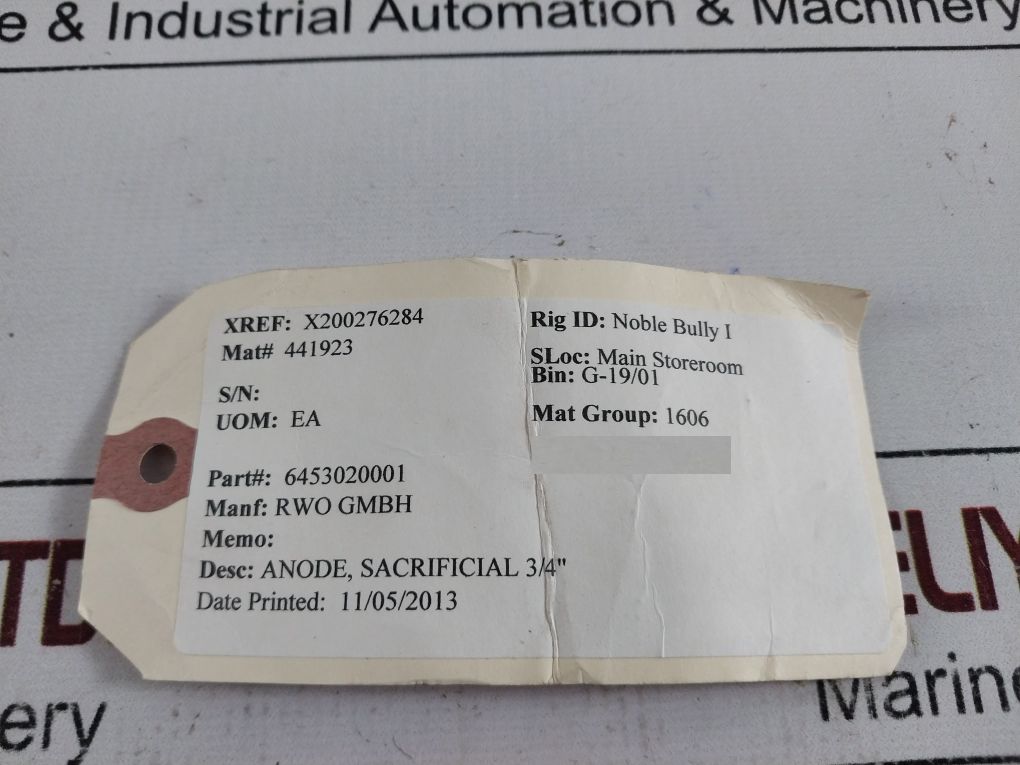 e & Industrial Automation & Machinery
XREF: X200276284
Mat# 441923
S/N:
UOM: EA
Part#: 6453020001
Manf: RWO GMBH
Memo:
Desc: ANODE, SACRIFICIAL 3/4"
Date Printed: 11/05/2013
Rig ID: Noble Bully I
SLoc: Main Storeroom
Bin: G-19/01
Mat Group: 1606
TD
ery
Marine